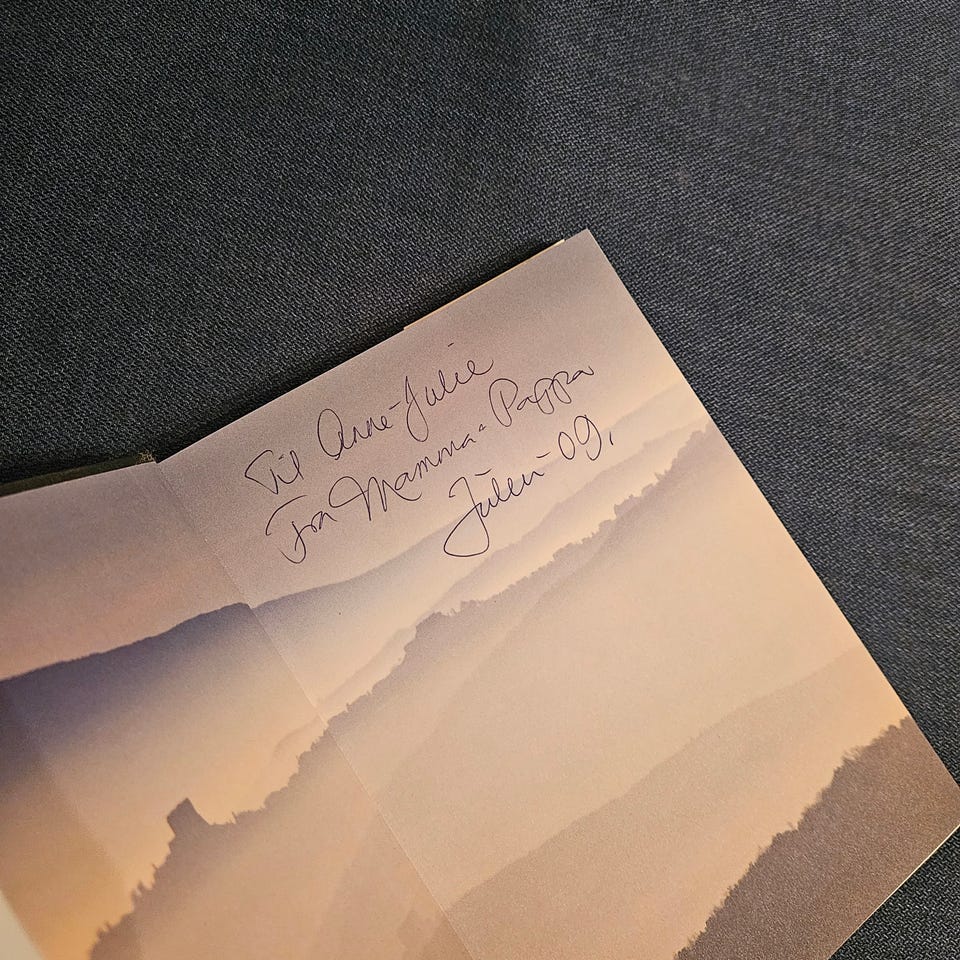 Til Anne-Julie
Fra Mamma & Pappa
Julen 09.